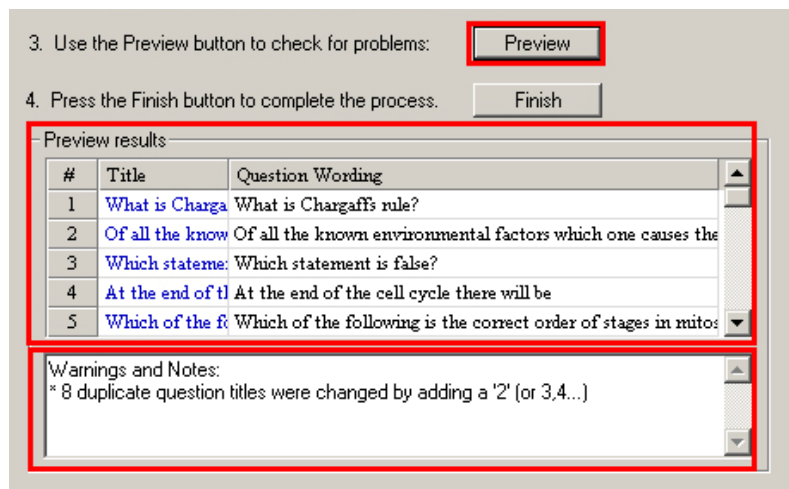 3. Use the Preview button to check for problems: Preview
4. Press the Finish button to complete the process. Finish
Preview results
# Title Question Wording
1 What is Charga What is Chargaff's rule?
2 Of all the know Of all the known environmental factors which one causes the
3 Which stateme: Which statement is false?
4 At the end of tl At the end of the cell cycle there will be
5 Which of the fo Which of the following is the correct order of stages in mitos
Warnings and Notes:
* 8 duplicate question titles were changed by adding a '2' (or 3,4...)